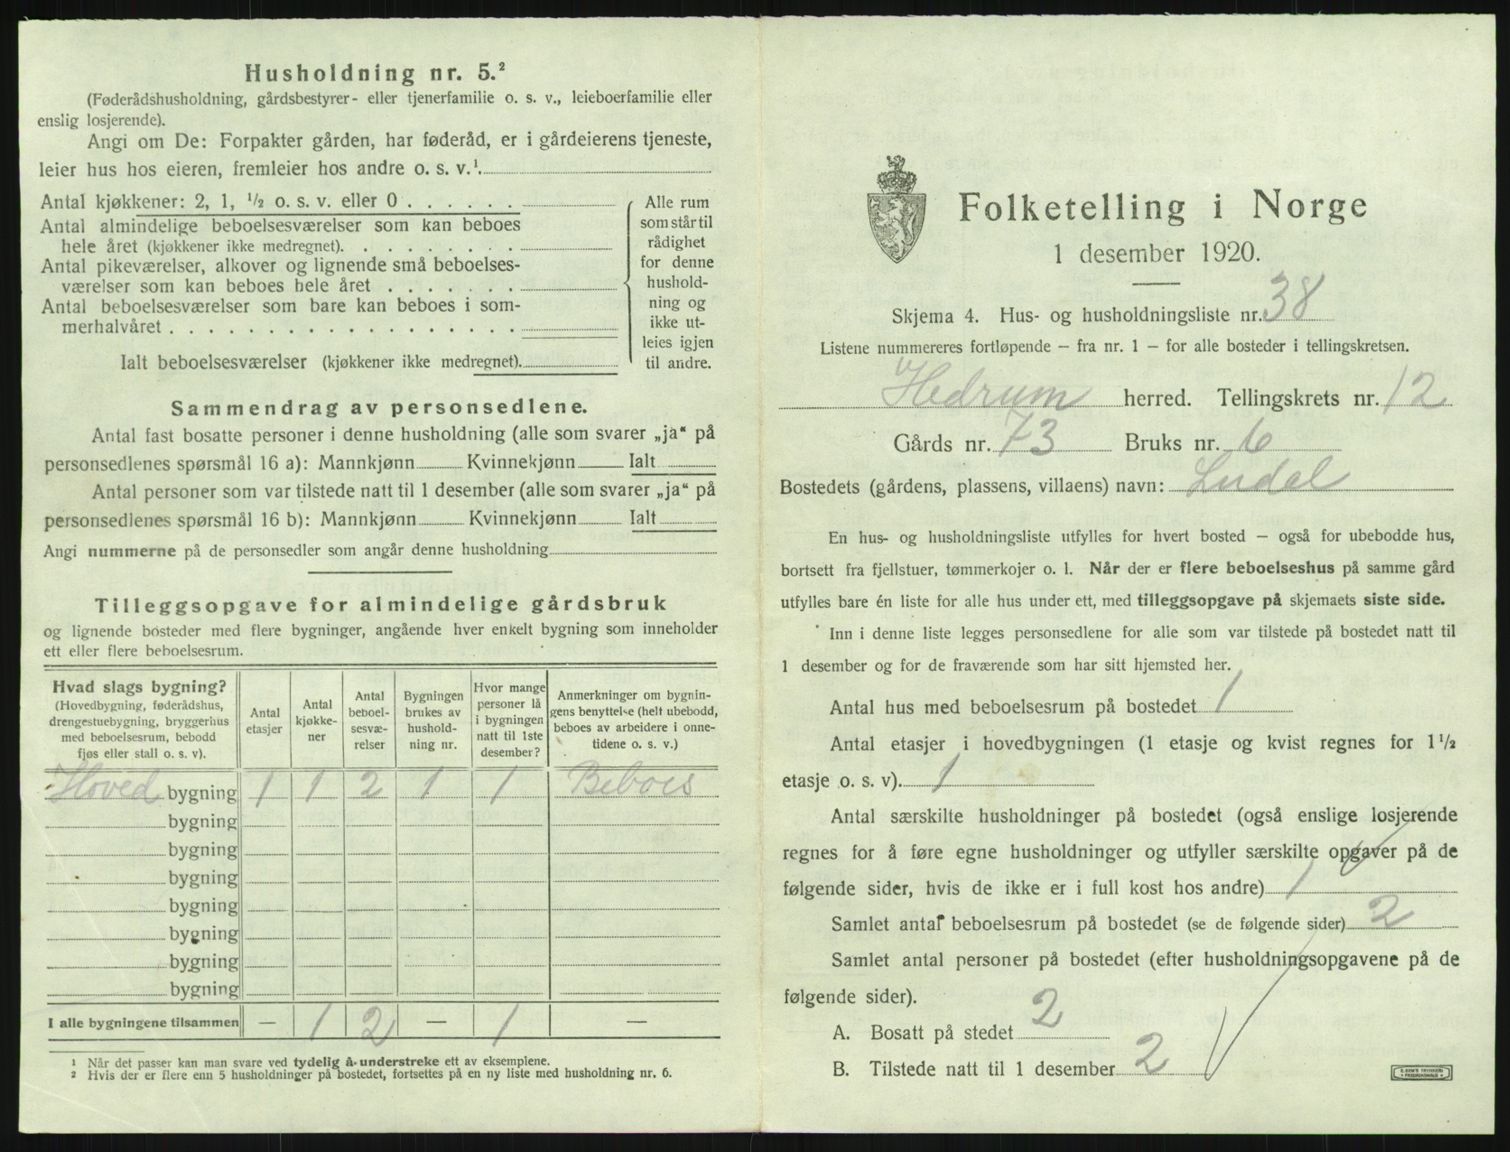 Husholdning nr. 5.²
(Føderådshusholdning, gårdsbestyrer- eller tjenerfamilie o. s. v., leieboerfamilie eller
enslig losjerende).
Angi om De: Forpakter gården, har føderåd, er i gårdeierens tjeneste,
leier hus hos eieren, fremleier hos andre o. s. v.¹
Antal kjøkkener: 2, 1, ½ o. s. v. eller 0
Antal almindelige beboelsesværelser som kan beboes
hele året (kjøkkener ikke medregnet).
Antal pikeværelser, alkover og lignende små beboelses-
værelser som kan beboes hele året
Antal beboelsesværelser som bare kan beboes i som-
merhalvåret
Ialt beboelsesværelser (kjøkkener ikke medregnet).
Alle rum
som står til
rådighet
for denne
hushold-
ning og
ikke ut-
leies igjen
til andre.
Sammendrag av personsedlene.
Antal fast bosatte personer i denne husholdning (alle som svarer „ja“ på
personsedlenes spørsmål 16 a): Mannkjønn Kvinnekjønn Ialt
Antal personer som var tilstede natt til 1 desember (alle som svarer „ja“ på
personsedlenes spørsmål 16 b): Mannkjønn Kvinnekjønn Ialt
Angi nummerne på de personsedler som angår denne husholdning
Tilleggsopgave for almindelige gårdsbruk
og lignende bosteder med flere bygninger, angående hver enkelt bygning som inneholder
ett eller flere beboelsesrum.
Hvad slags bygning?
(Hovedbygning, føderådshus,
drengestuebygning, bryggerhus
med beboelsesrum, bebodd
fjøs eller stall o. s. v).
Antal
etasjer
Antal
kjøkke-
ner
Antal
beboel-
sesvæ-
relser
Bygningen
brukes av
hushold-
ning nr.
Hvor mange
personer lå
i bygningen
natt til 1ste
desember?
Anmerkninger om bygnin-
gens benyttelse (helt ubebodd,
beboes av arbeidere i onne-
tidene o. s. v.)
Hoved bygning 1 1 2 1 1 Beboes
bygning
bygning
bygning
bygning
bygning
bygning
bygning
I alle bygningene tilsammen — 1 2 — 1 —
¹ Når det passer kan man svare ved tydelig å understreke ett av eksemplene.
² Hvis der er flere enn 5 husholdninger på bostedet, fortsettes på en ny liste med husholdning nr. 6.
Folketelling i Norge
1 desember 1920.
Skjema 4. Hus- og husholdningsliste nr. 38
Listene nummereres fortløpende — fra nr. 1 — for alle bosteder i tellingskretsen.
Hedrum herred. Tellingskrets nr. 12
Gårds nr. 73 Bruks nr. 6
Bostedets (gårdens, plassens, villaens) navn: Lrdal
En hus- og husholdningsliste utfylles for hvert bosted — også for ubebodde hus,
bortsett fra fjellstuer, tømmerkojer o. l. Når der er flere beboelseshus på samme gård
utfylles bare én liste for alle hus under ett, med tilleggsopgave på skjemaets siste side.
Inn i denne liste legges personsedlene for alle som var tilstede på bostedet natt til
1 desember og for de fraværende som har sitt hjemsted her.
Antal hus med beboelsesrum på bostedet 1
Antal etasjer i hovedbygningen (1 etasje og kvist regnes for 1½
etasje o. s. v). 1
Antal særskilte husholdninger på bostedet (også enslige losjerende
regnes for å føre egne husholdninger og utfyller særskilte opgaver på de
følgende sider, hvis de ikke er i full kost hos andre) 1
Samlet antal beboelsesrum på bostedet (se de følgende sider) 2
Samlet antal personer på bostedet (efter husholdningsopgavene på de
følgende sider).
A. Bosatt på stedet 2
B. Tilstede natt til 1 desember 2